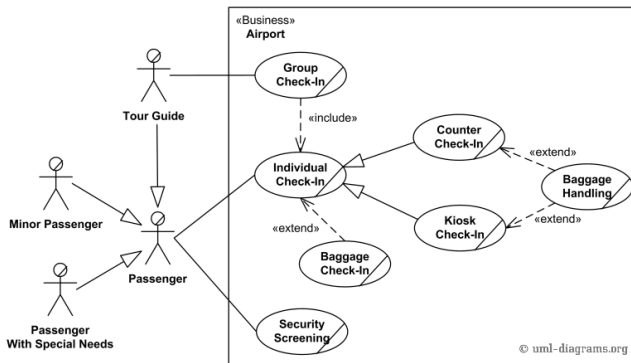 «Business»
Airport
Group
Check-In
Tour Guide
«include»
Counter
Check-In
«extend»
Individual
Check-In
Baggage
Handling
Minor Passenger
Kiosk
Check-In
«extend»
«extend»
Passenger
Baggage
Check-In
Passenger
With Special Needs
Security
Screening
© uml-diagrams.org